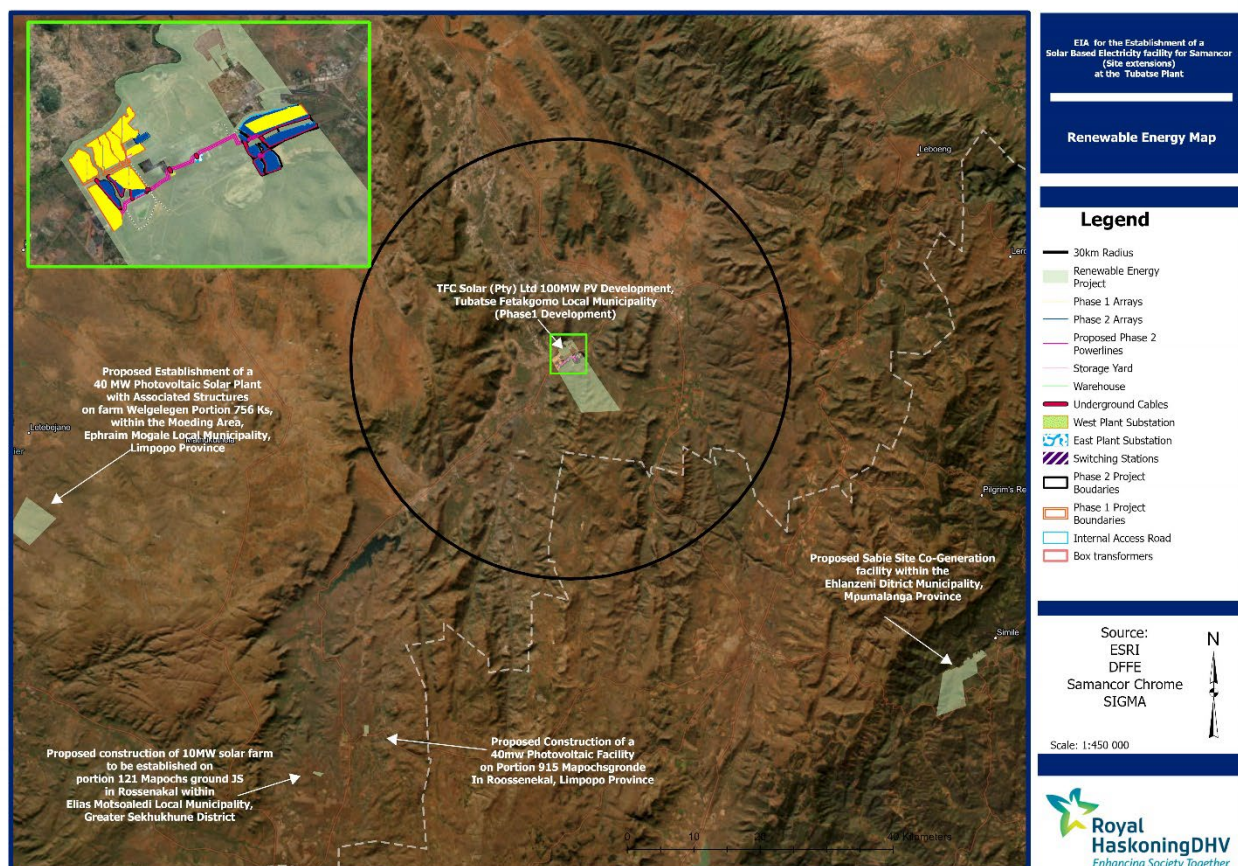 EIA for the Establishment of a
Solar Based Electricity facility for Samancor
(Site extensions)
at the Tubatse Plant
Renewable Energy Map
Legend
30km Radius
Renewable Energy
Project
Phase 1 Arrays
Phase 2 Arrays
Proposed Phase 2
Powerlines
Storage Yard
Warehouse
Underground Cables
West Plant Substation
East Plant Substation
Switching Stations
Phase 2 Project
Boudaries
Phase 1 Project
Boundaries
Internal Access Road
Box transformers
Source:
ESRI
DFFE
Samancor Chrome
SIGMA
N
Scale: 1:450 000
Royal
HaskoningDHV
Enhancing Society Together
Leboeng
TFC Solar (Pty) Ltd 100MW PV Development,
Tubatse Fetakgomo Local Municipality
(Phase1 Development)
Proposed Establishment of a
40 MW Photovoltaic Solar Plant
with Associated Structures
on farm Welgelegen Portion 756 Ks,
within the Moeding Area,
Ephraim Mogale Local Municipality,
Limpopo Province
Pilgrim's Re
Proposed Sabie Site Co-Generation
facility within the
Ehlanzeni Ditrict Municipality,
Mpumalanga Province
Simile
Proposed construction of 10MW solar farm
to be established on
portion 121 Mapochs ground JS
in Rossenakal within
Elias Motsoaledi Local Municipality,
Greater Sekhukhune District
Proposed Construction of a
40mw Photovoltaic Facility
on Portion 915 Mapochsgronde
In Roossenekal, Limpopo Province
0 10 20 40 Kilometers